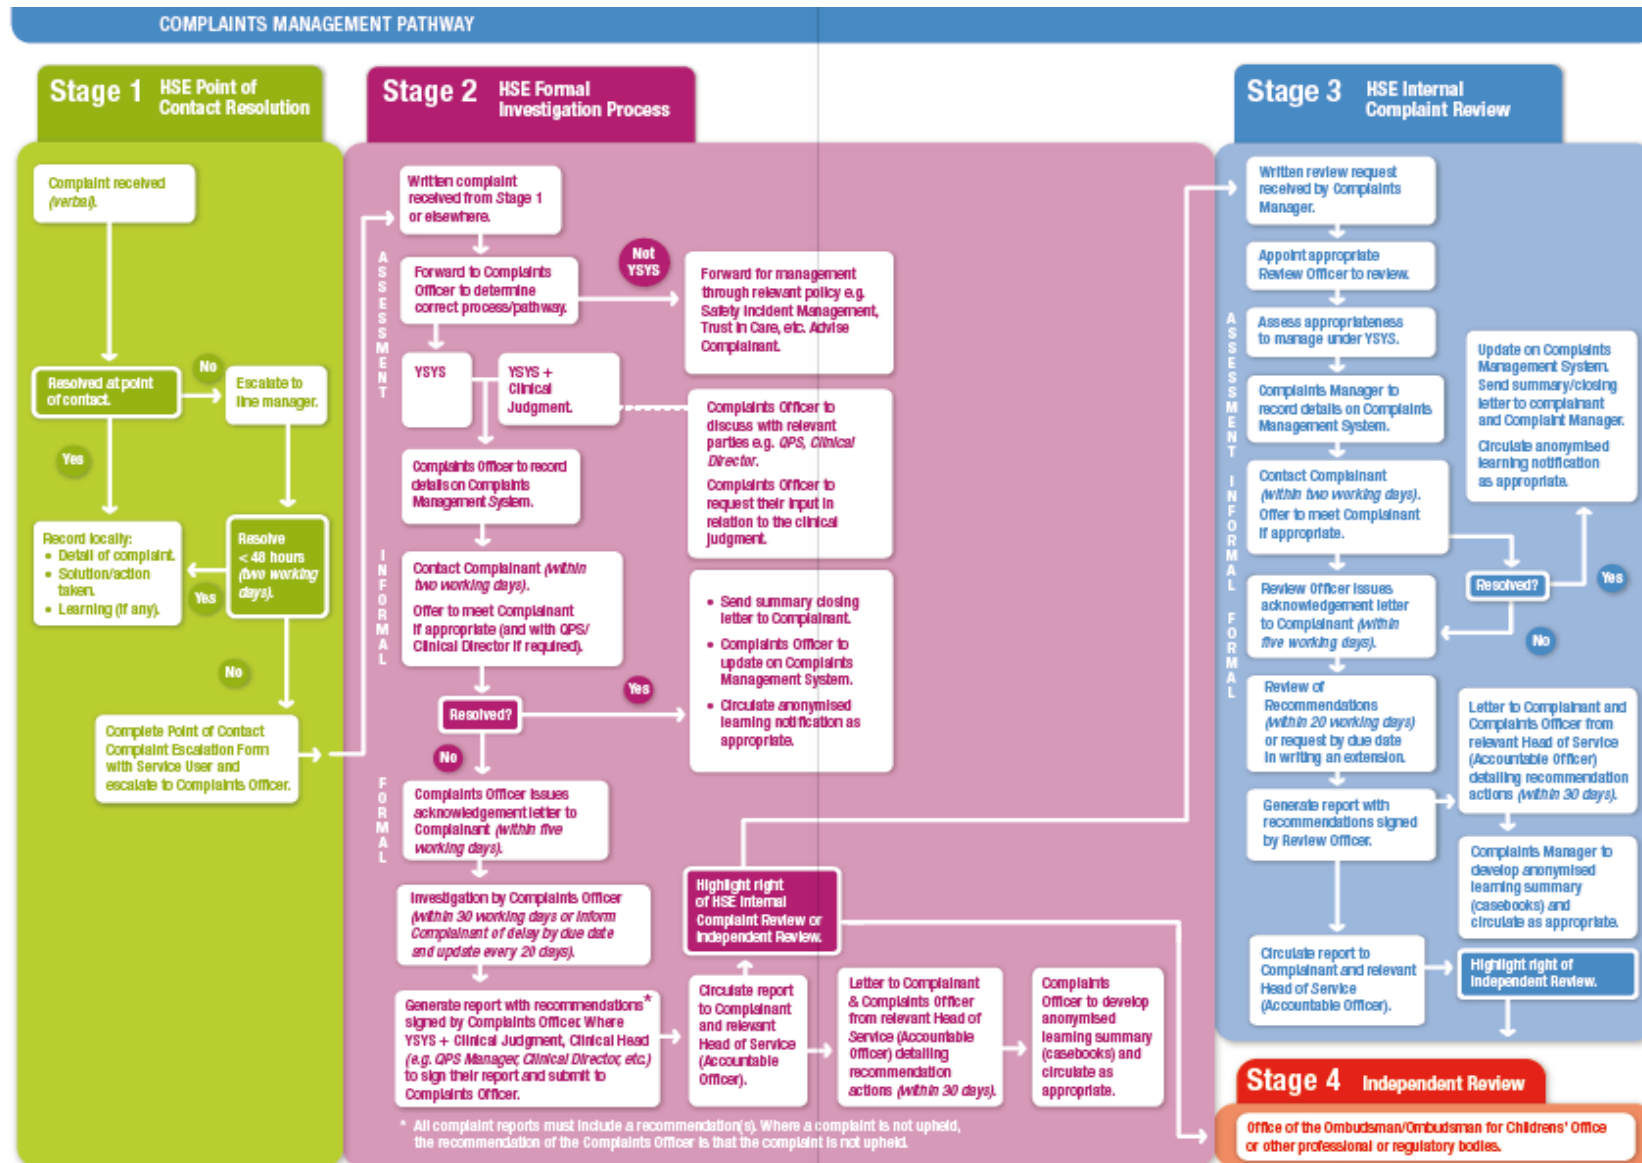 COMPLAINTS MANAGEMENT PATHWAY
Stage 1 HSE Point of
Contact Resolution
Complaint received
(verbal).
Resolved at point
of contact.
No
Escalate to
line manager.
Yes
Record locally:
• Detail of complaint.
• Solution/action
taken.
• Learning (if any).
Yes
Resolve
< 48 hours
(two working
days).
No
Complete Point of Contact
Complaint Escalation Form
with Service User and
escalate to Complaints Officer.
Stage 2 HSE Formal
Investigation Process
ASSESSMENT
Written complaint
received from Stage 1
or elsewhere.
Forward to Complaints
Officer to determine
correct process/pathway.
Not
YSYS
Forward for management
through relevant policy e.g.
Safety Incident Management,
Trust in Care, etc. Advise
Complainant.
YSYS
YSYS +
Clinical
Judgment.
Complaints Officer to
discuss with relevant
parties e.g. QPS, Clinical
Director.
Complaints Officer to
request their input in
relation to the clinical
judgment.
Complaints Officer to record
details on Complaints
Management System.
INFORMAL
Contact Complainant (within
two working days).
Offer to meet Complainant
if appropriate (and with QPS/
Clinical Director if required).
Resolved?
Yes
• Send summary closing
letter to Complainant.
• Complaints Officer to
update on Complaints
Management System.
• Circulate anonymised
learning notification as
appropriate.
No
FORMAL
Complaints Officer issues
acknowledgement letter to
Complainant (within five
working days).
Investigation by Complaints Officer
(within 30 working days or inform
Complainant of delay by due date
and update every 20 days).
Generate report with recommendations*
signed by Complaints Officer. Where
YSYS + Clinical Judgment, Clinical Head
(e.g. QPS Manager, Clinical Director, etc.)
to sign their report and submit to
Complaints Officer.
Highlight right
of HSE Internal
Complaint Review or
Independent Review.
Circulate report
to Complainant
and relevant
Head of Service
(Accountable
Officer).
Letter to Complainant
& Complaints Officer
from relevant Head of
Service (Accountable
Officer) detailing
recommendation
actions (within 30 days).
Complaints
Officer to develop
anonymised
learning summary
(casebooks) and
circulate as
appropriate.
* All complaint reports must include a recommendation(s). Where a complaint is not upheld,
the recommendation of the Complaints Officer is that the complaint is not upheld.
Stage 3 HSE Internal
Complaint Review
Written review request
received by Complaints
Manager.
Appoint appropriate
Review Officer to review.
ASSESSMENT
Assess appropriateness
to manage under YSYS.
Complaints Manager to
record details on Complaints
Management System.
INFORMAL
Contact Complainant
(within two working days).
Offer to meet Complainant
if appropriate.
Update on Complaints
Management System.
Send summary/closing
letter to complainant
and Complaint Manager.
Circulate anonymised
learning notification
as appropriate.
Resolved?
Yes
No
FORMAL
Review Officer issues
acknowledgement letter
to Complainant (within
five working days).
Review of
Recommendations
(within 20 working days)
or request by due date
in writing an extension.
Generate report with
recommendations signed
by Review Officer.
Letter to Complainant and
Complaints Officer from
relevant Head of Service
(Accountable Officer)
detailing recommendation
actions (within 30 days).
Complaints Manager to
develop anonymised
learning summary
(casebooks) and
circulate as appropriate.
Circulate report to
Complainant and relevant
Head of Service
(Accountable Officer).
Highlight right of
Independent Review.
Stage 4 Independent Review
Office of the Ombudsman/Ombudsman for Childrens' Office
or other professional or regulatory bodies.